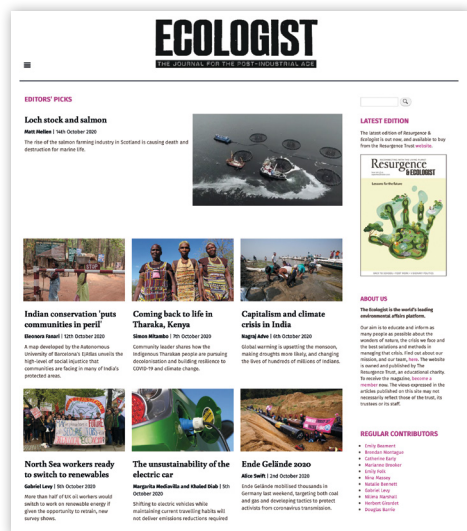 ECOLOGIST
THE JOURNAL FOR THE POST-INDUSTRIAL AGE
EDITORS' PICKS
Loch stock and salmon
Matt Mellen | 14th October 2020
The rise of the salmon farming industry in Scotland is causing death and
destruction for marine life.
Indian conservation 'puts
communities in peril'
Eleonora Fanari | 12th October 2020
A map developed by the Autonomous
University of Barcelona's EJAtlas unveils the
high-level of social injustice that
communities are facing in many of India's
protected areas.
Coming back to life in
Tharaka, Kenya
Simon Mitambo | 7th October 2020
Community leader shares how the
Indigenous Tharakan people are pursuing
decolonisation and building resilience to
COVID-19 and climate change.
Capitalism and climate
crisis in India
Nagraj Adve | 6th October 2020
Global warming is upsetting the monsoon,
making droughts more likely, and changing
the lives of hundreds of millions of Indians.
North Sea workers ready
to switch to renewables
Gabriel Levy | 5th October 2020
More than half of UK oil workers would
switch to work on renewable energy if
given the opportunity to retrain, new
survey shows.
The unsustainability of the
electric car
Margarita Mediavilla and Khaled Diab | 5th
October 2020
Shifting to electric vehicles while
maintaining current travelling habits will
not deliver emissions reductions required
Ende Gelände 2020
Alice Swift | 2nd October 2020
Ende Gelände mobilised thousands in
Germany last weekend, targeting both coal
and gas and developing tactics to protect
activists from coronavirus transmission.
LATEST EDITION
The latest edition of Resurgence &
Ecologist is out now, and available to buy
from the Resurgence Trust website.
Resurgence
& ECOLOGIST
Lessons for the future
ABOUT US
The Ecologist is the world's leading
environmental affairs platform.
Our aim is to educate and inform as
many people as possible about the
wonders of nature, the crisis we face and
the best solutions and methods in
managing that crisis. Find out about our
mission, and our team, here. The website
is owned and published by The
Resurgence Trust, an educational charity.
To receive the magazine, become a
member now. The views expressed in the
articles published on this site may not
necessarily reflect those of the trust, its
trustees or its staff.
REGULAR CONTRIBUTORS
Emily Beament
Brendan Montague
Catherine Early
Marianne Brooker
Emily Folk
Nina Massey
Natalie Bennett
Gabriel Levy
Mdima Marshall
Herbert Girardet
Douglas Barrie